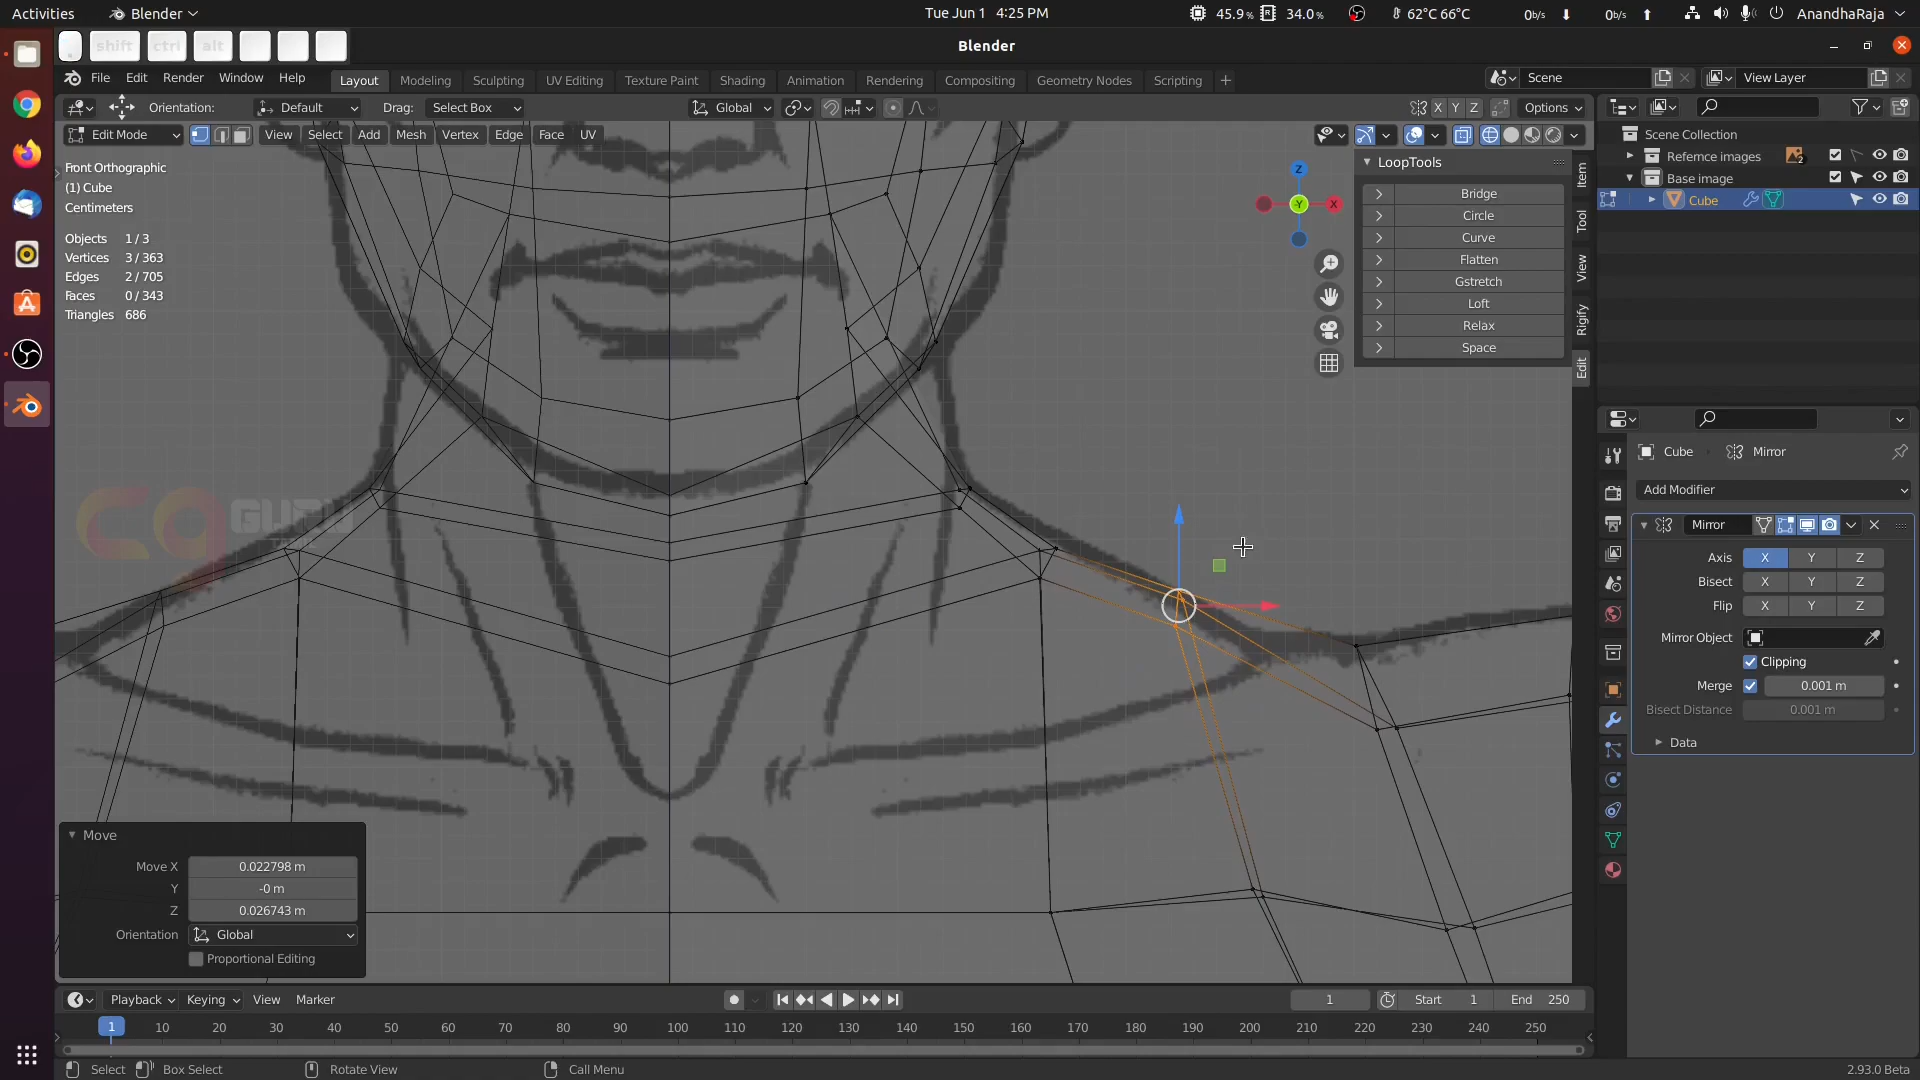 Activities
Blender
Tue Jun 1 4:25 PM
45.9%
34.0%
62°C 66°C
0b/s
0b/s
AnandhaRaja
shift
ctrl
alt
Blender
File
Edit
Render
Window
Help
Layout
Modeling
Sculpting
UV Editing
Texture Paint
Shading
Animation
Rendering
Compositing
Geometry Nodes
Scripting
+
Scene
View Layer
Orientation:
Default
Drag:
Select Box
Global
X
Y
Z
Options
Edit Mode
View
Select
Add
Mesh
Vertex
Edge
Face
UV
Front Orthographic
(1) Cube
Centimeters
Objects 1 / 3
Vertices 3 / 363
Edges 2 / 705
Faces 0 / 343
Triangles 686
Z
Y
X
LoopTools
Bridge
Circle
Curve
Flatten
Gstretch
Loft
Relax
Space
Item
Tool
View
Rigify
Edit
Scene Collection
Refernce images
2
Base image
Cube
Cube
Mirror
Add Modifier
Mirror
Axis X Y Z
Bisect X Y Z
Flip X Y Z
Mirror Object
Clipping
Merge 0.001 m
Bisect Distance 0.001 m
Data
Move
Move X 0.022798 m
Y -0 m
Z 0.026743 m
Orientation Global
Proportional Editing
Playback
Keying
View
Marker
1
Start 1
End 250
1 10 20 30 40 50 60 70 80 90 100 110 120 130 140 150 160 170 180 190 200 210 220 230 240 250
Select
Box Select
Rotate View
Call Menu
2.93.0 Beta